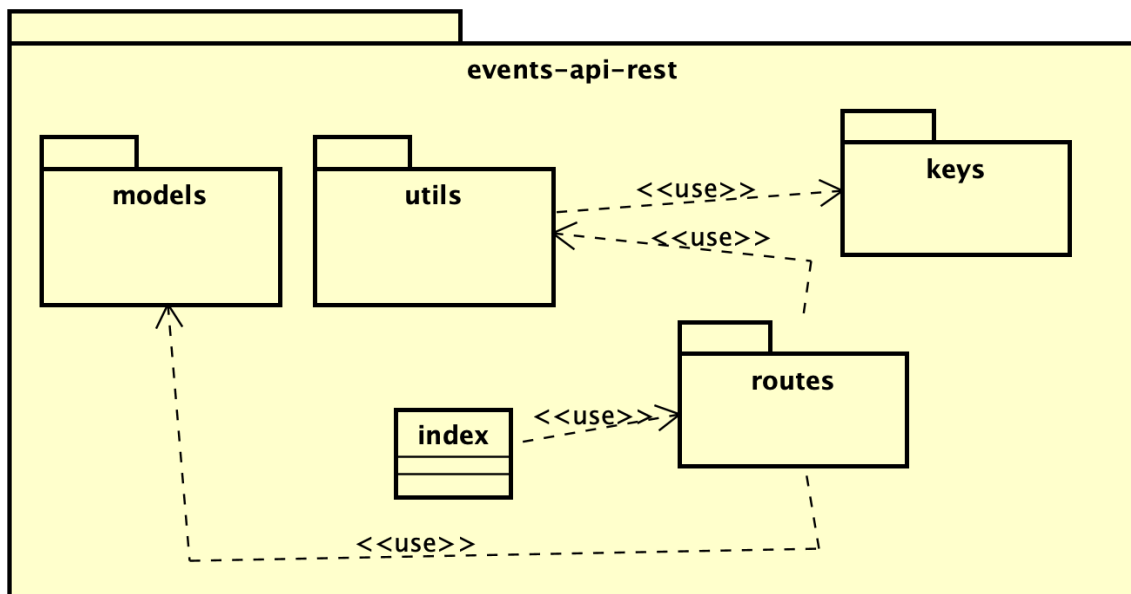 events-api-rest
keys
models
utils
<<use>>
<<use>>
routes
<<use>>
index
<<use>>